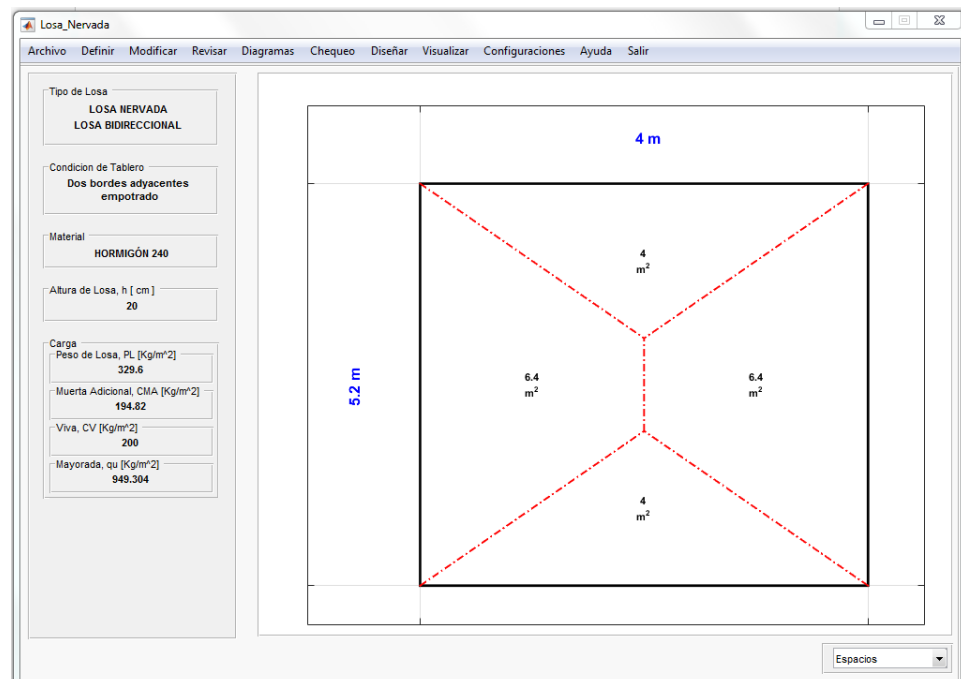 Losa_Nervada
Archivo Definir Modificar Revisar Diagramas Chequeo Diseñar Visualizar Configuraciones Ayuda Salir
Tipo de Losa
LOSA NERVADA
LOSA BIDIRECCIONAL
Condicion de Tablero
Dos bordes adyacentes
empotrado
Material
HORMIGÓN 240
Altura de Losa, h [ cm ]
20
Carga
Peso de Losa, PL [Kg/m^2]
329.6
Muerta Adicional, CMA [Kg/m^2]
194.82
Viva, CV [Kg/m^2]
200
Mayorada, qu [Kg/m^2]
949.304
4 m
4
m²
5.2 m
6.4
m²
6.4
m²
4
m²
Espacios